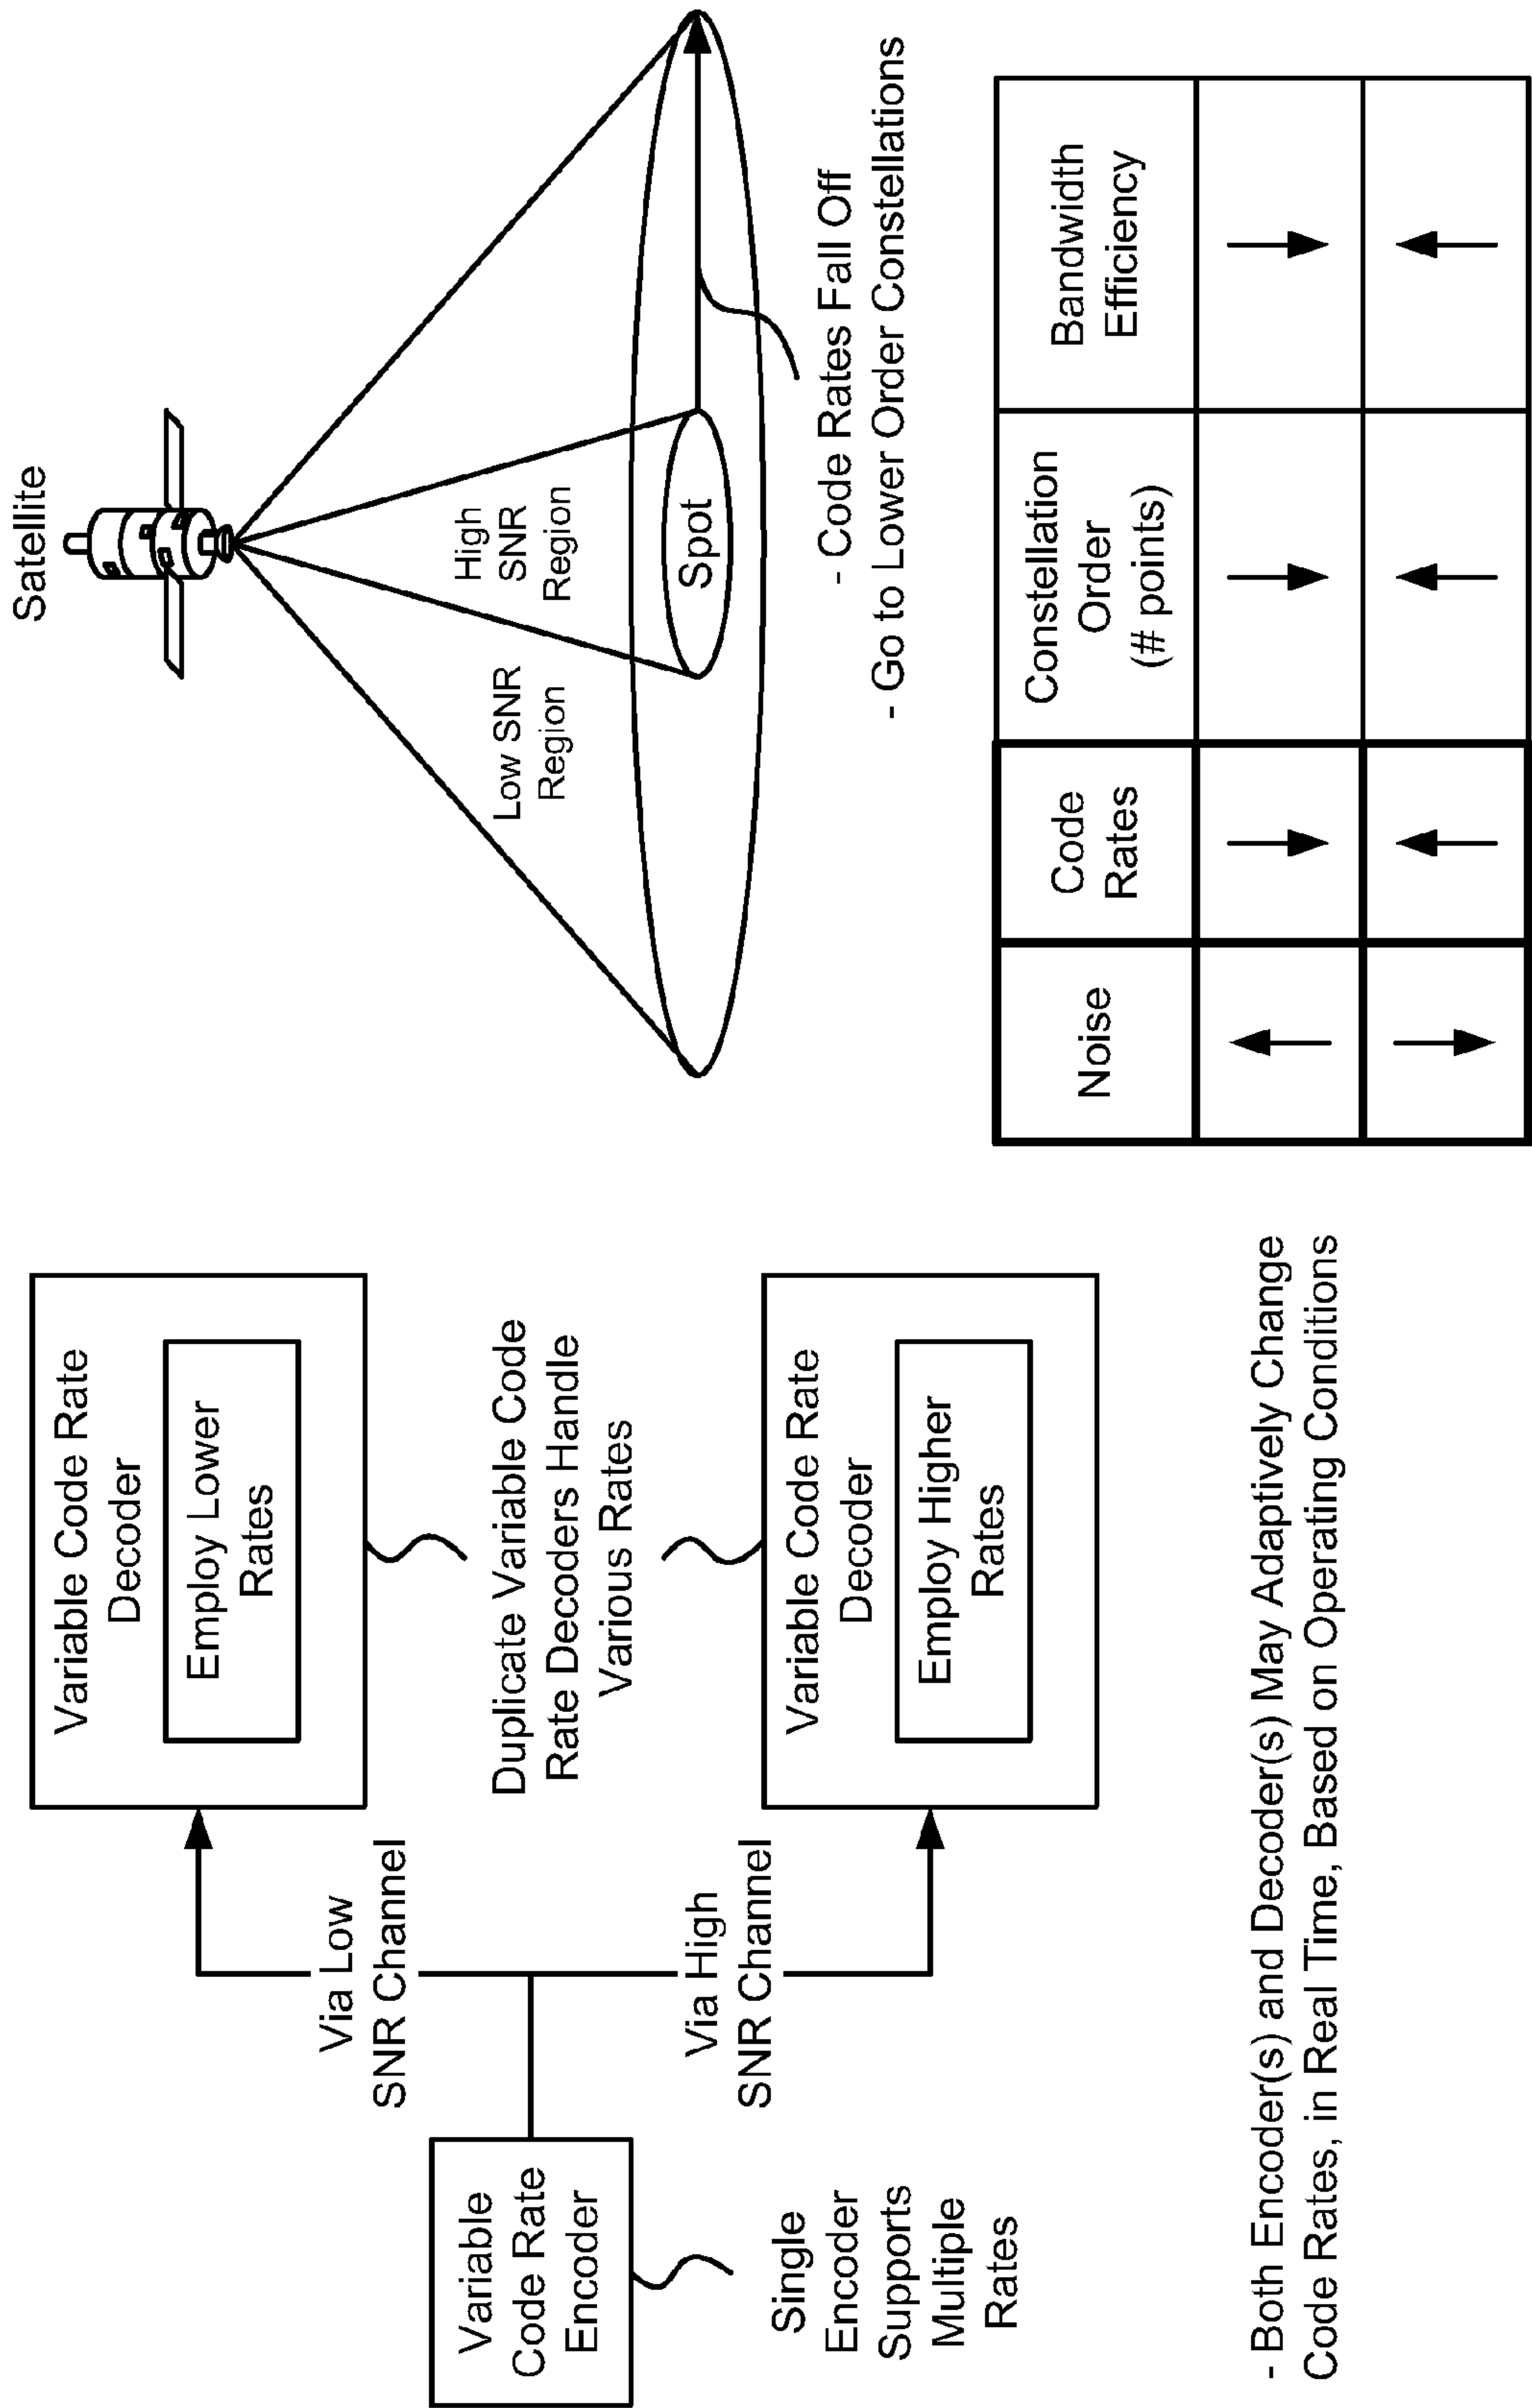 Variable
Code Rate
Encoder
Single
Encoder
Supports
Multiple
Rates
Via Low
SNR Channel
Via High
SNR Channel
Variable Code Rate
Decoder
Employ Lower
Rates
Duplicate Variable Code
Rate Decoders Handle
Various Rates
Variable Code Rate
Decoder
Employ Higher
Rates
- Both Encoder(s) and Decoder(s) May Adaptively Change
Code Rates, in Real Time, Based on Operating Conditions
Satellite
Low SNR
Region
High
SNR
Region
Spot
- Code Rates Fall Off
- Go to Lower Order Constellations
Noise
Code
Rates
Constellation
Order
(# points)
Bandwidth
Efficiency